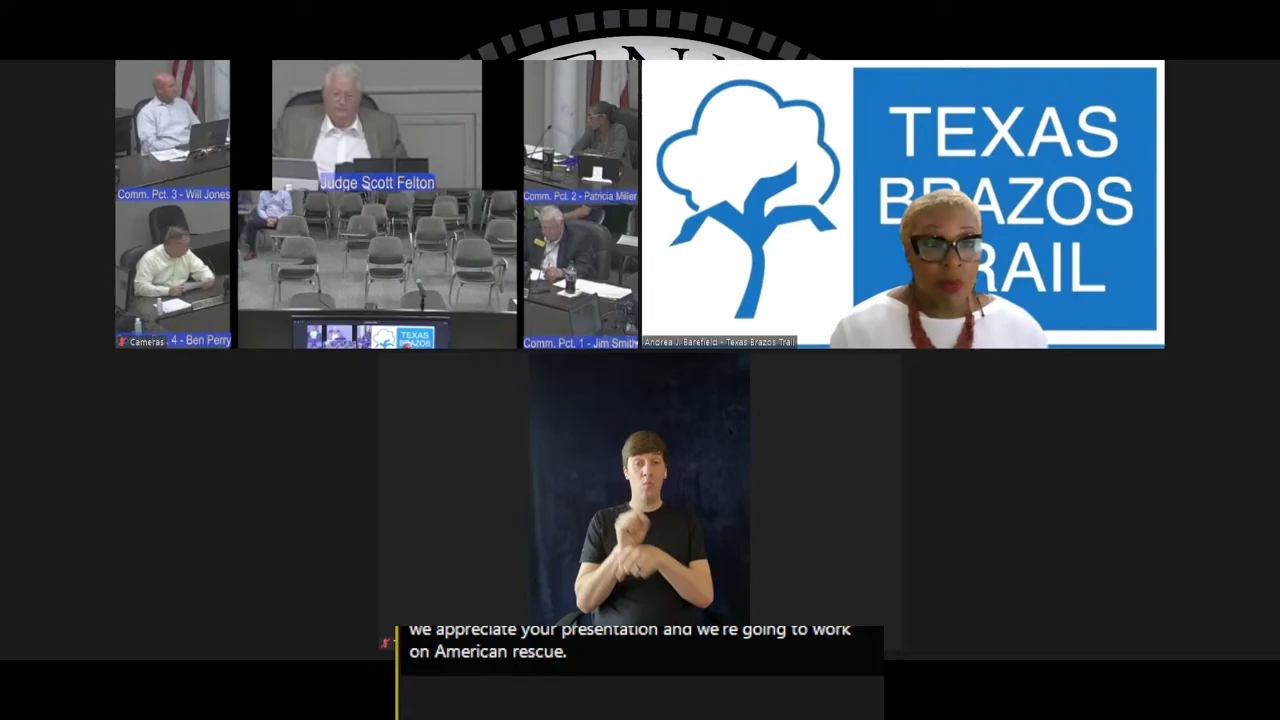 Comm. Pct. 3 - Will Jones
Judge Scott Felton
Comm. Pct. 2 - Patricia Miller
TEXAS
BRAZOS
TRAIL
Cameras
4 - Ben Perry
Comm. Pct. 1 - Jim Smith
Andrea J. Barefield - Texas Brazos Trail
TEXAS
we appreciate your presentation and we're going to work
on American rescue.